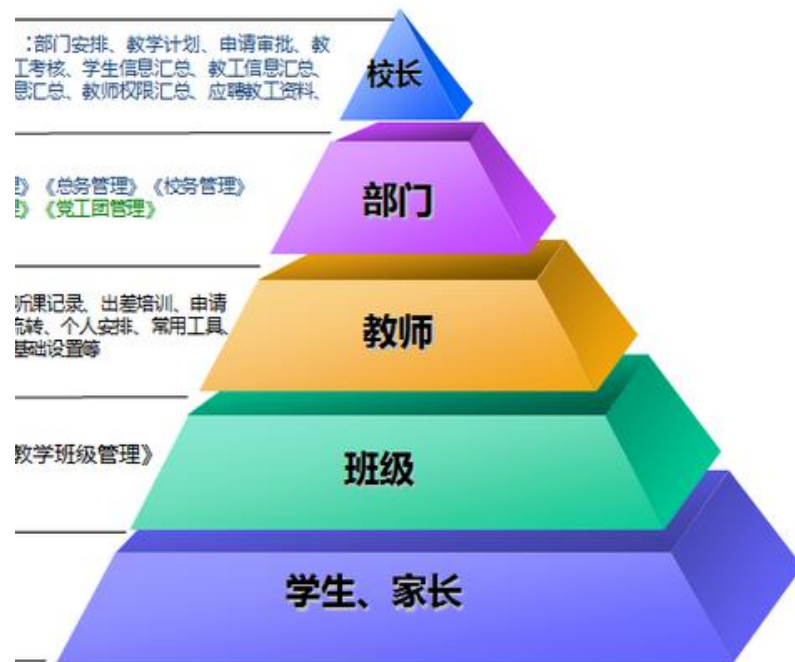 ：部门安排、教学计划、申请审批、教
工考核、学生信息汇总、教工信息汇总、
息汇总、教师权限汇总、应聘教工资料、
校长
部门
》《总务管理》《校务管理》
》《党工团管理》
教师
听课记录、出差培训、申请
流转、个人安排、常用工具、
基础设置等
班级
教学班级管理》
学生、家长